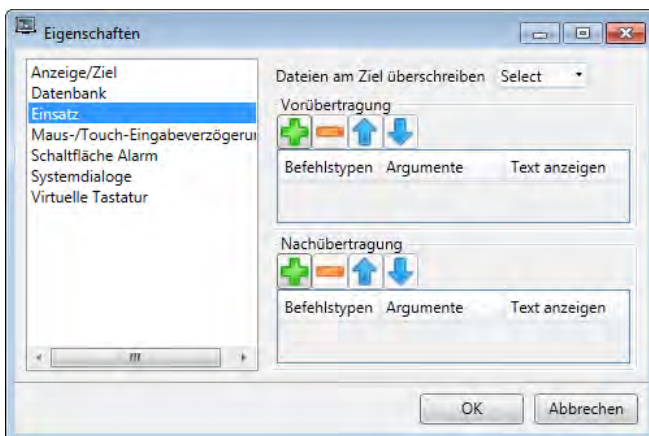 Eigenschaften
Anzeige/Ziel
Datenbank
Einsatz
Maus-/Touch-Eingabeverzögerur
Schaltfläche Alarm
Systemdialoge
Virtuelle Tastatur
Dateien am Ziel überschreiben Select
Vorübertragung
Befehlstypen Argumente Text anzeigen
Nachübertragung
Befehlstypen Argumente Text anzeigen
OK Abbrechen